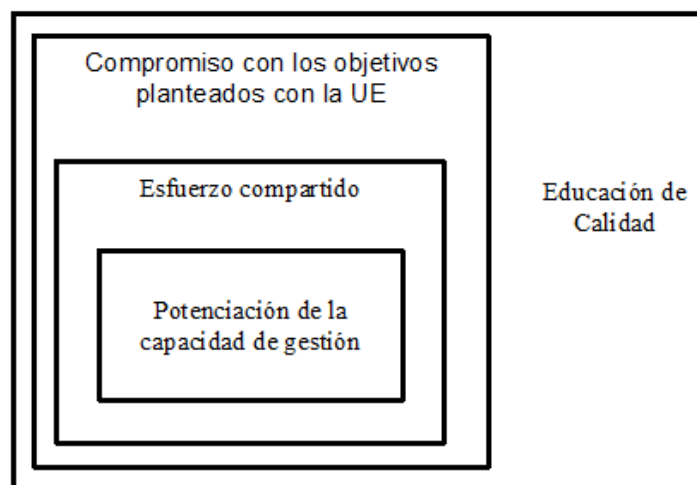 Compromiso con los objetivos
planteados con la UE
Esfuerzo compartido
Educación de
Calidad
Potenciación de la
capacidad de gestión